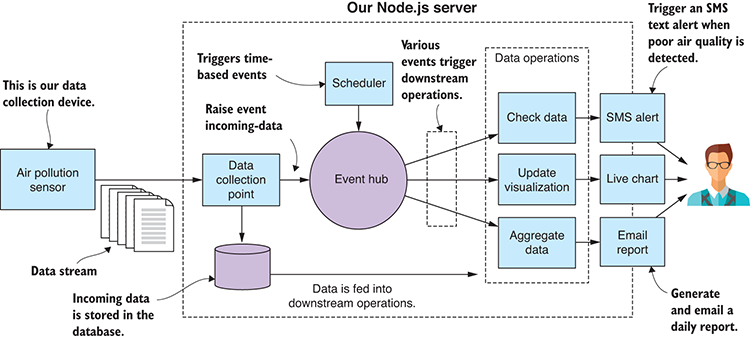 Our Node.js server
Trigger an SMS
text alert when
poor air quality is
detected.
Various
events trigger
downstream
operations.
Triggers time-
based events
Scheduler
Data operations
This is our data
collection device.
Raise event
incoming-data
Check data
SMS alert
Air pollution
sensor
Data
collection
point
Event hub
Update
visualization
Live chart
Aggregate
data
Email
report
Data stream
Incoming data
is stored in the
database.
Data is fed into
downstream operations.
Generate
and email a
daily report.